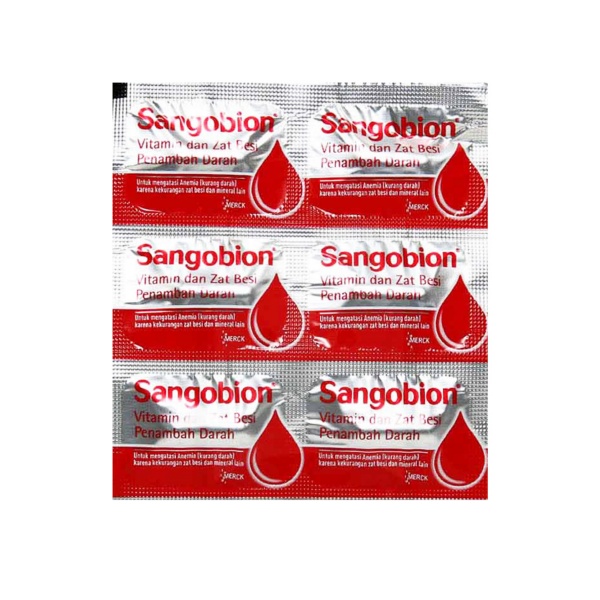 Sangobion®
Vitamin dan Zat Besi
Penambah Darah
Untuk mengatasi Anemia (kurang darah)
karena kekurangan zat besi dan mineral lain
MERCK
Sangobion®
Vitamin dan Zat Besi
Penambah Darah
Untuk mengatasi Anemia (kurang darah)
karena kekurangan zat besi dan mineral lain
MERCK
Sangobion®
Vitamin dan Zat Besi
Penambah Darah
Untuk mengatasi Anemia (kurang darah)
karena kekurangan zat besi dan mineral lain
MERCK
Sangobion®
Vitamin dan Zat Besi
Penambah Darah
Untuk mengatasi Anemia (kurang darah)
karena kekurangan zat besi dan mineral lain
MERCK
Sangobion®
Vitamin dan Zat Besi
Penambah Darah
Untuk mengatasi Anemia (kurang darah)
karena kekurangan zat besi dan mineral lain
MERCK
Sangobion®
Vitamin dan Zat Besi
Penambah Darah
Untuk mengatasi Anemia (kurang darah)
karena kekurangan zat besi dan mineral lain
MERCK